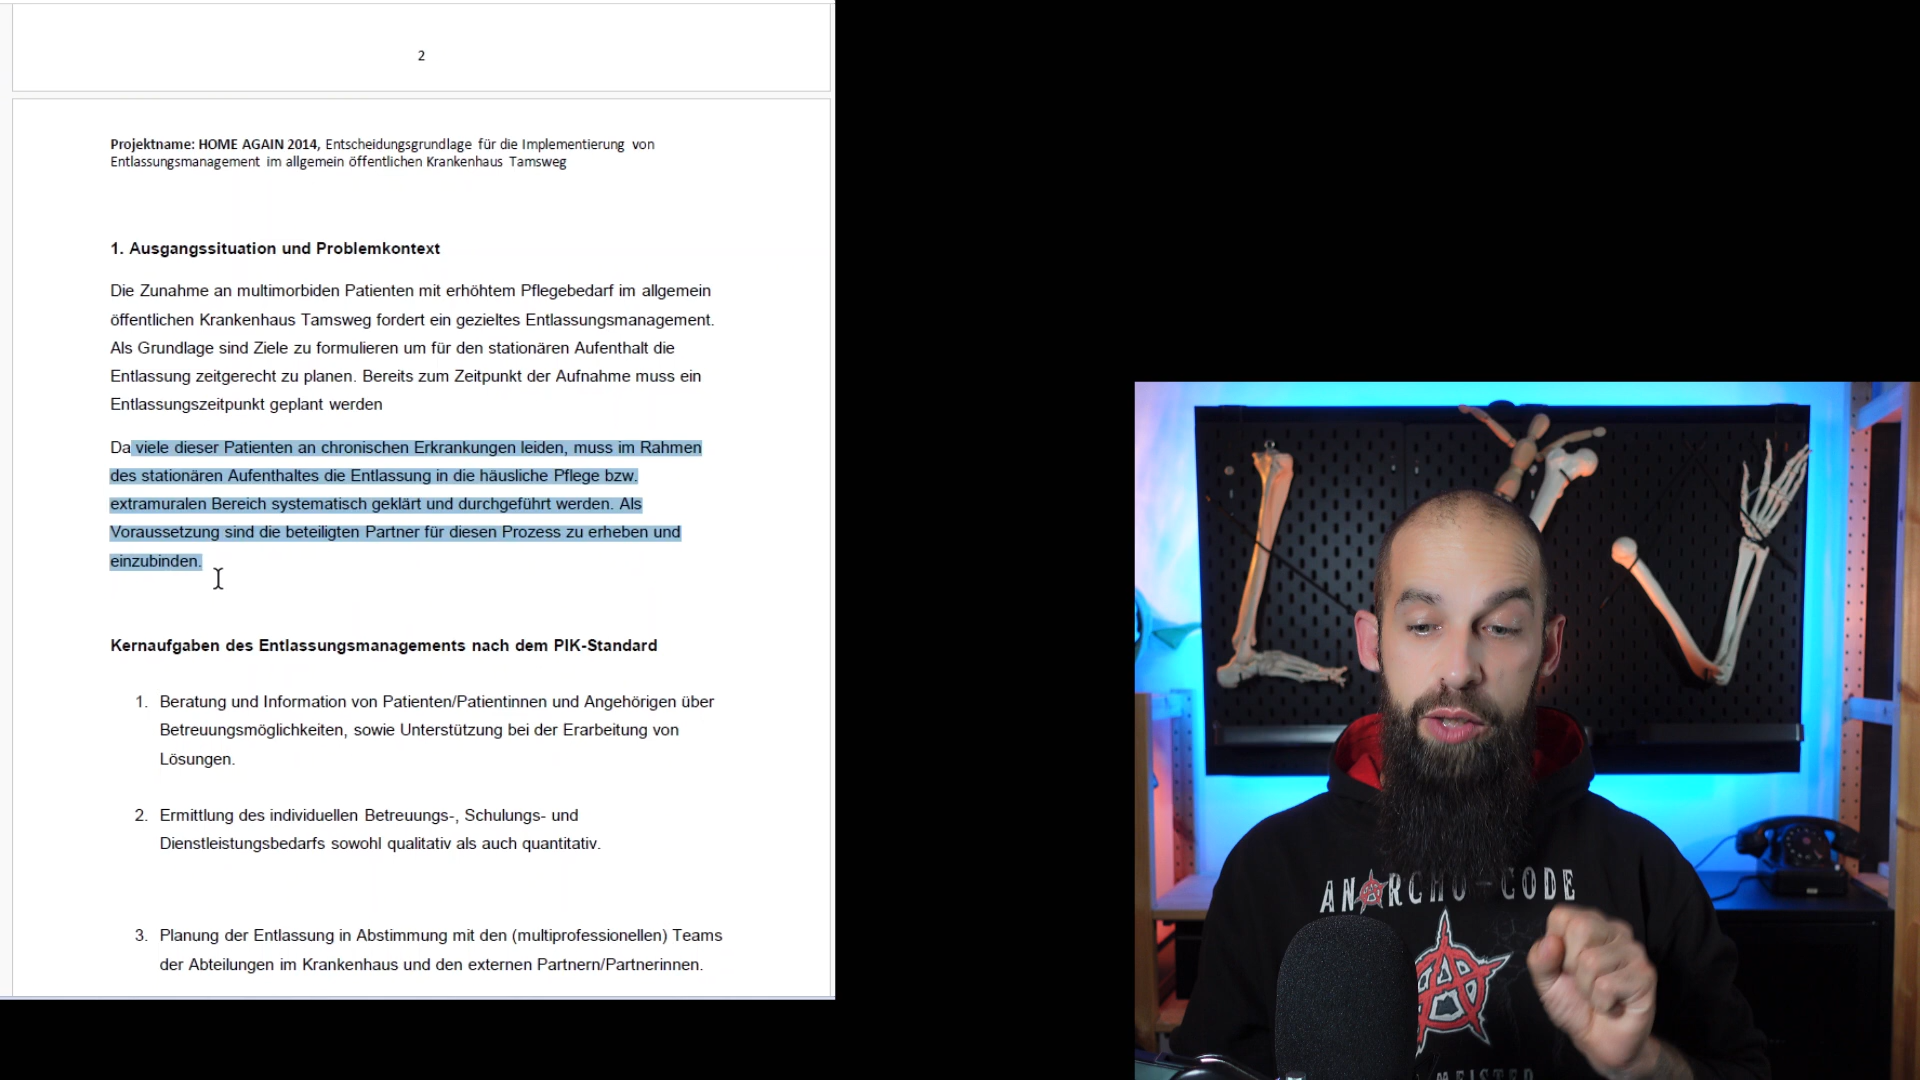 2
Projektname: HOME AGAIN 2014, Entscheidungsgrundlage für die Implementierung von
Entlassungsmanagement im allgemein öffentlichen Krankenhaus Tamsweg
1. Ausgangssituation und Problemkontext
Die Zunahme an multimorbiden Patienten mit erhöhtem Pflegebedarf im allgemein
öffentlichen Krankenhaus Tamsweg fordert ein gezieltes Entlassungsmanagement.
Als Grundlage sind Ziele zu formulieren um für den stationären Aufenthalt die
Entlassung zeitgerecht zu planen. Bereits zum Zeitpunkt der Aufnahme muss ein
Entlassungszeitpunkt geplant werden
Da viele dieser Patienten an chronischen Erkrankungen leiden, muss im Rahmen
des stationären Aufenthaltes die Entlassung in die häusliche Pflege bzw.
extramuralen Bereich systematisch geklärt und durchgeführt werden. Als
Voraussetzung sind die beteiligten Partner für diesen Prozess zu erheben und
einzubinden.
Kernaufgaben des Entlassungsmanagements nach dem PIK-Standard
1. Beratung und Information von Patienten/Patientinnen und Angehörigen über
Betreuungsmöglichkeiten, sowie Unterstützung bei der Erarbeitung von
Lösungen.
2. Ermittlung des individuellen Betreuungs-, Schulungs- und
Dienstleistungsbedarfs sowohl qualitativ als auch quantitativ.
3. Planung der Entlassung in Abstimmung mit den (multiprofessionellen) Teams
der Abteilungen im Krankenhaus und den externen Partnern/Partnerinnen.
ANARCHO-CODE